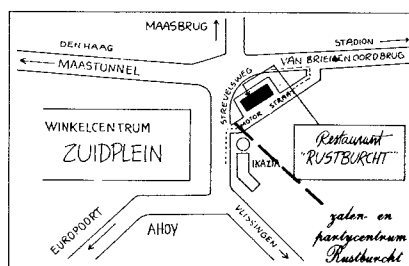 MAASBRUG
DEN HAAG
MAASTUNNEL
STADION
VAN BRIENENOORDBRUG
STREVELSWEG
MOTOR STRAAT
WINKELCENTRUM
ZUIDPLEIN
Restaurant
"RUSTBURCHT
IKAZIA
EUROPOORT
AHOY
VLISSINGEN
zalen- en
partycentrum
Rustburcht